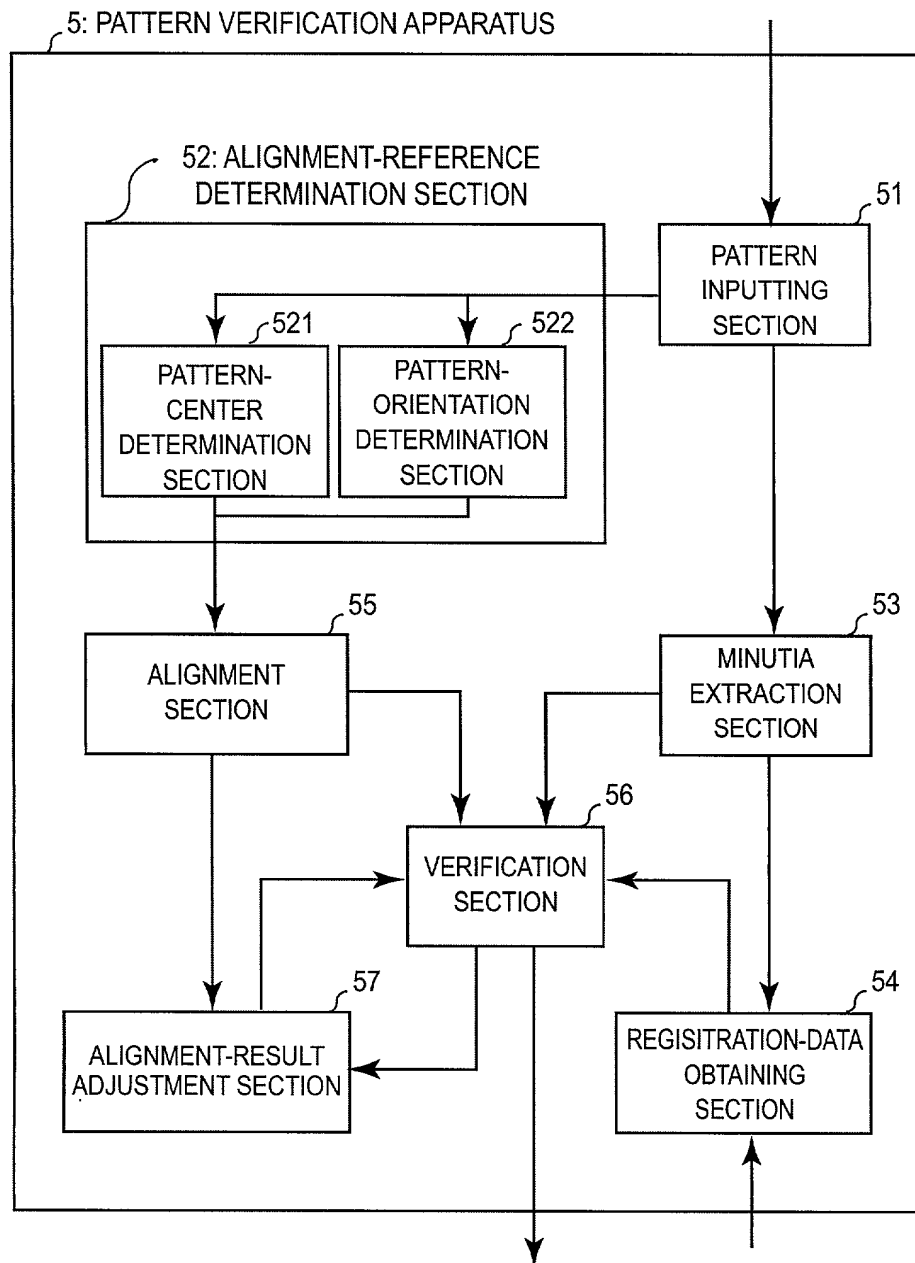 5: PATTERN VERIFICATION APPARATUS
52: ALIGNMENT-REFERENCE
DETERMINATION SECTION
51
PATTERN
INPUTTING
SECTION
521
PATTERN-
CENTER
DETERMINATION
SECTION
522
PATTERN-
ORIENTATION
DETERMINATION
SECTION
55
ALIGNMENT
SECTION
53
MINUTIA
EXTRACTION
SECTION
56
VERIFICATION
SECTION
57
ALIGNMENT-RESULT
ADJUSTMENT SECTION
54
REGISITRATION-DATA
OBTAINING
SECTION